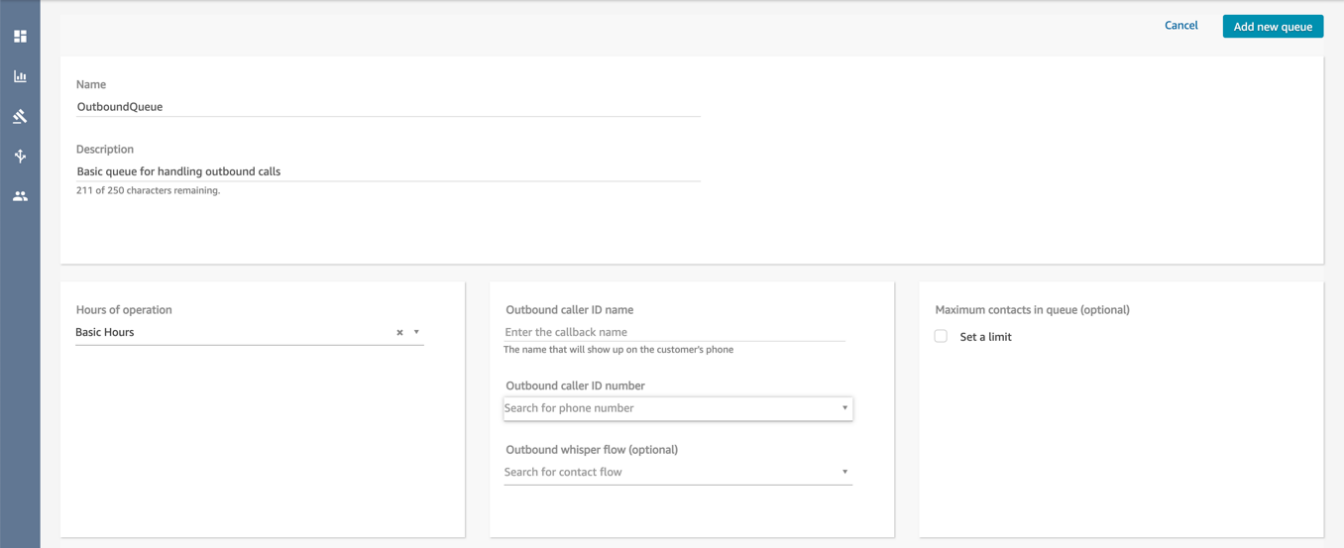 Cancel
Add new queue
Name
OutboundQueue
Description
Basic queue for handling outbound calls
211 of 250 characters remaining.
Hours of operation
Basic Hours
Outbound caller ID name
Enter the callback name
The name that will show up on the customer's phone
Outbound caller ID number
Search for phone number
Outbound whisper flow (optional)
Search for contact flow
Maximum contacts in queue (optional)
Set a limit